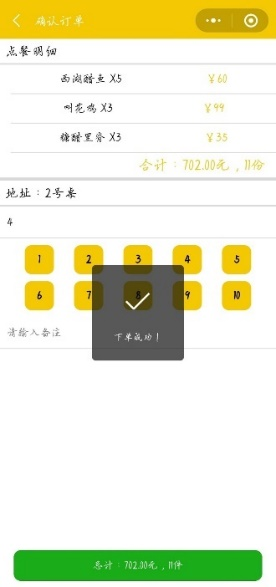 确认订单
点餐明细
西湖醋鱼 X5 ￥60
叫花鸡 X3 ￥99
糖醋里脊 X3 ￥35
合计：702.00元，11份
地址：2号桌
4
1 2 3 4 5
6 7 8 9 10
下单成功！
请输入备注
总计：702.00元，11件